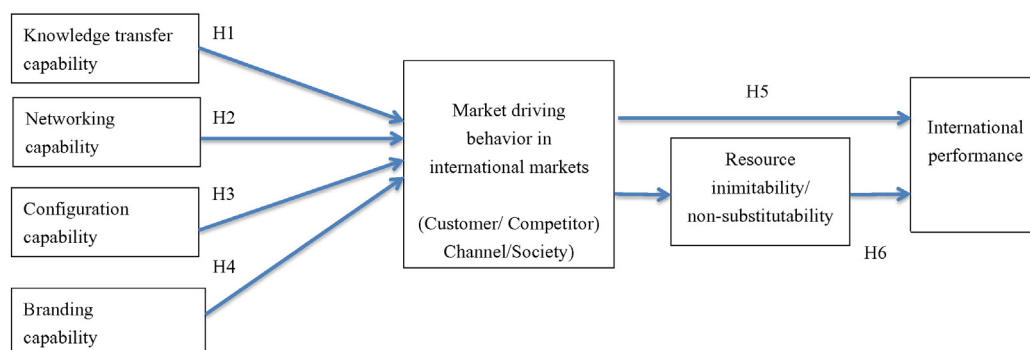 Knowledge transfer
capability
H1
Networking
capability
H2
Configuration
capability
H3
Branding
capability
H4
Market driving
behavior in
international markets
(Customer/ Competitor)
Channel/Society)
H5
Resource
inimitability/
non-substitutability
H6
International
performance